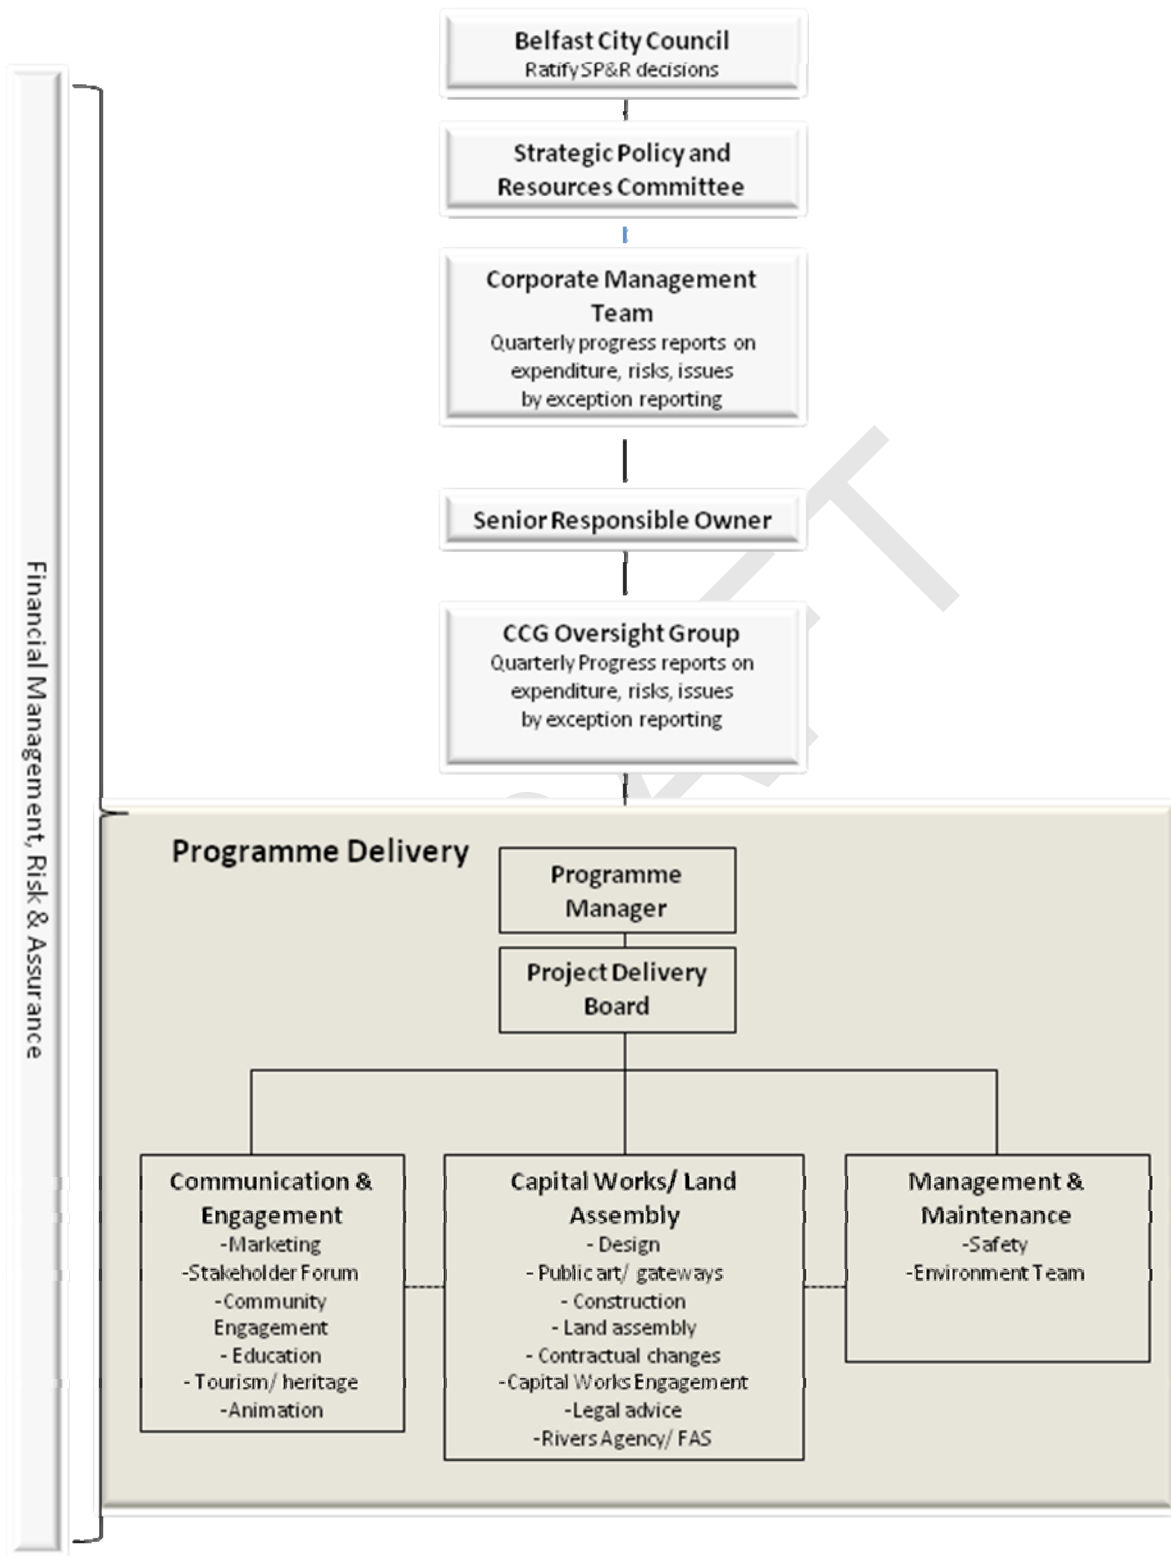 Belfast City Council
Ratify SP&R decisions
Strategic Policy and
Resources Committee
Corporate Management
Team
Quarterly progress reports on
expenditure, risks, issues
by exception reporting
Senior Responsible Owner
CCG Oversight Group
Quarterly Progress reports on
expenditure, risks, issues
by exception reporting
Financial Management, Risk & Assurance
Programme Delivery
Programme
Manager
Project Delivery
Board
Communication &
Engagement
-Marketing
-Stakeholder Forum
-Community
Engagement
- Education
- Tourism/ heritage
-Animation
Capital Works/ Land
Assembly
- Design
- Public art/ gateways
- Construction
- Land assembly
- Contractual changes
-Capital Works Engagement
-Legal advice
-Rivers Agency/ FAS
Management &
Maintenance
-Safety
-Environment Team